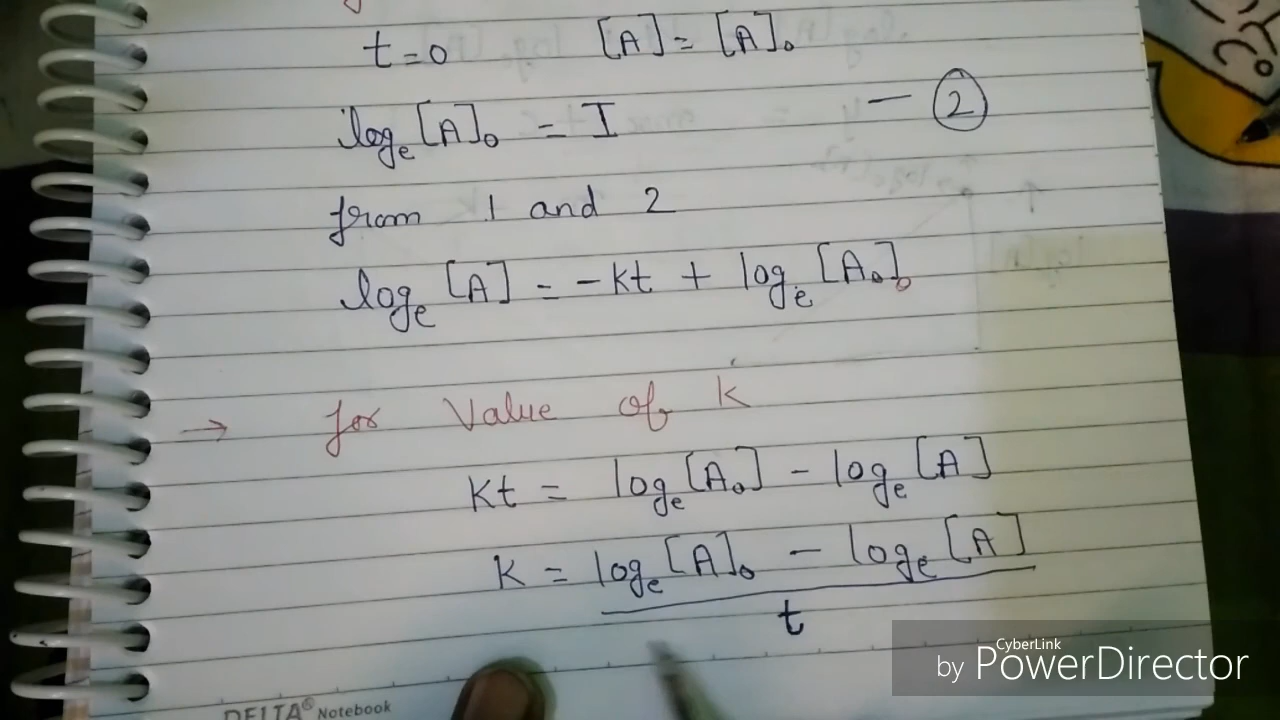 t=0 [A] = [A]₀
logₑ [A]₀ = I — ②
from 1 and 2
logₑ [A] = -kt + logₑ [A₀]₀
→ for Value of k
Kt = logₑ [A₀] - logₑ [A]
K = logₑ [A]₀ - logₑ [A]
t
CyberLink
by PowerDirector
DELTA® Notebook